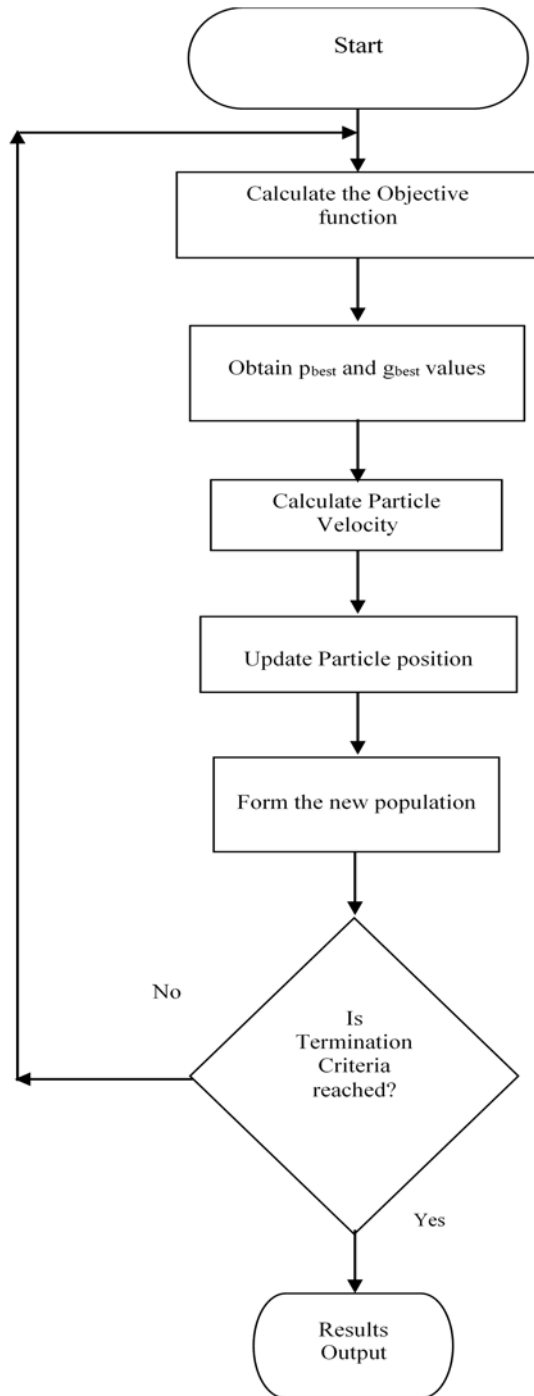 Start
Calculate the Objective
function
Obtain pbest and gbest values
Calculate Particle
Velocity
Update Particle position
Form the new population
No
Is
Termination
Criteria
reached?
Yes
Results
Output